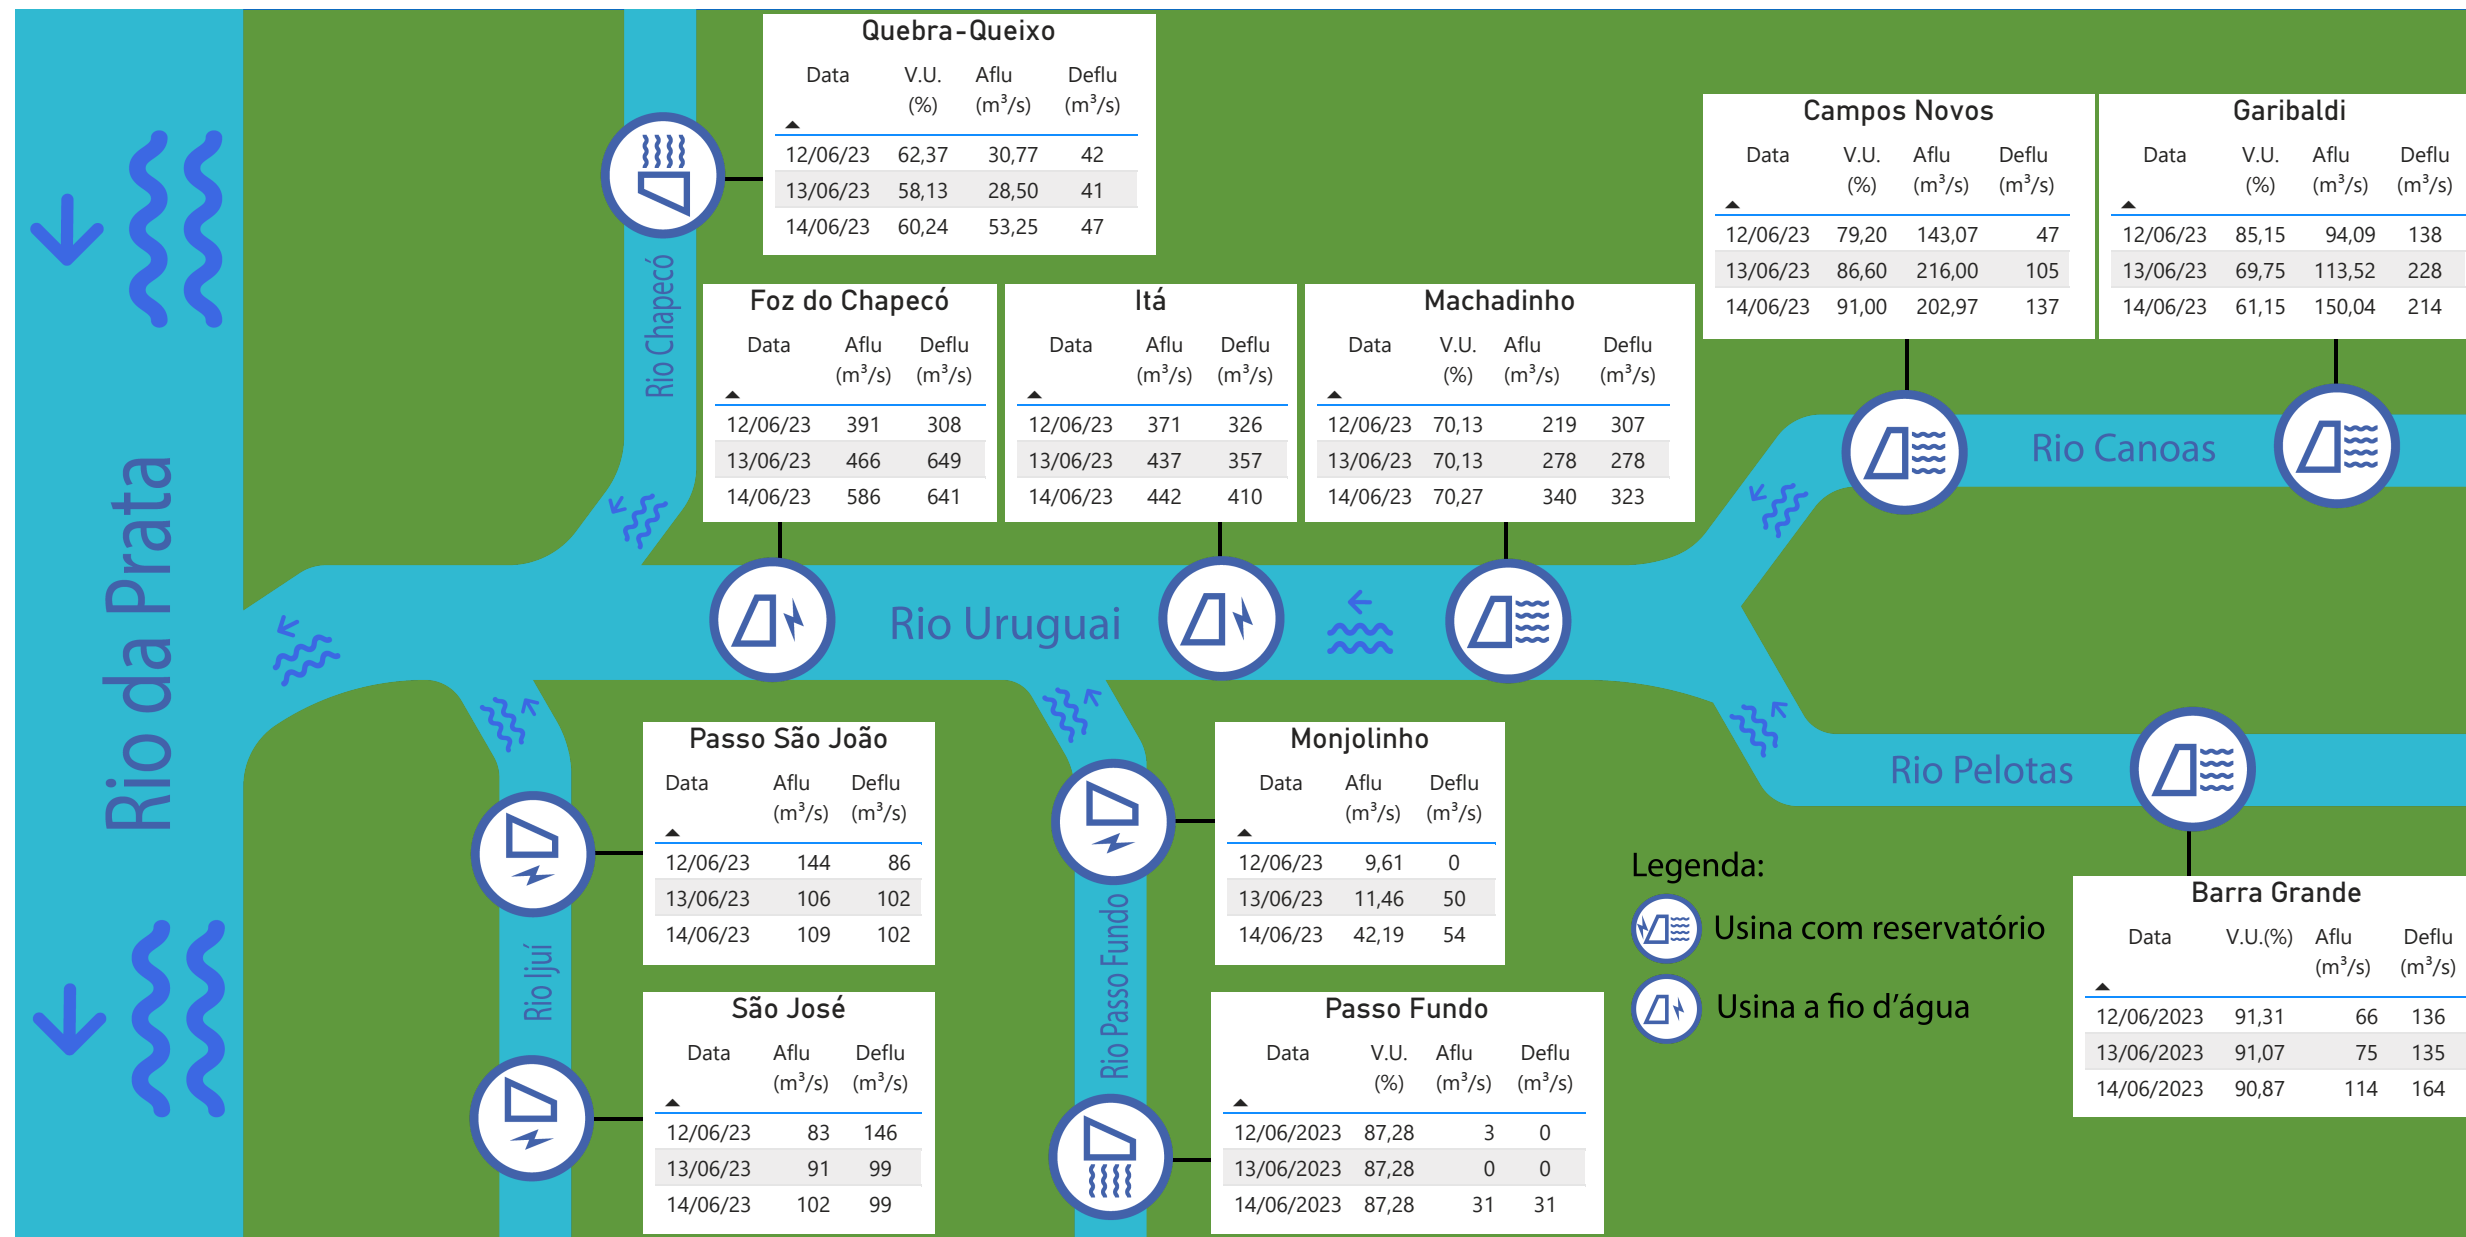 Quebra-Queixo
Data V.U. (%) Aflu (m³/s) Deflu (m³/s)
12/06/23 62,37 30,77 42
13/06/23 58,13 28,50 41
14/06/23 60,24 53,25 47
Campos Novos
Data V.U. (%) Aflu (m³/s) Deflu (m³/s)
12/06/23 79,20 143,07 47
13/06/23 86,60 216,00 105
14/06/23 91,00 202,97 137
Garibaldi
Data V.U. (%) Aflu (m³/s) Deflu (m³/s)
12/06/23 85,15 94,09 138
13/06/23 69,75 113,52 228
14/06/23 61,15 150,04 214
Rio Chapecó
Foz do Chapecó
Data Aflu (m³/s) Deflu (m³/s)
12/06/23 391 308
13/06/23 466 649
14/06/23 586 641
Itá
Data Aflu (m³/s) Deflu (m³/s)
12/06/23 371 326
13/06/23 437 357
14/06/23 442 410
Machadinho
Data V.U. (%) Aflu (m³/s) Deflu (m³/s)
12/06/23 70,13 219 307
13/06/23 70,13 278 278
14/06/23 70,27 340 323
Rio Canoas
Rio da Prata
Rio Uruguai
Rio Pelotas
Passo São João
Data Aflu (m³/s) Deflu (m³/s)
12/06/23 144 86
13/06/23 106 102
14/06/23 109 102
Monjolinho
Data Aflu (m³/s) Deflu (m³/s)
12/06/23 9,61 0
13/06/23 11,46 50
14/06/23 42,19 54
Rio Ijuí
Rio Passo Fundo
Legenda:
Usina com reservatório
Usina a fio d'água
Barra Grande
Data V.U.(%) Aflu (m³/s) Deflu (m³/s)
12/06/2023 91,31 66 136
13/06/2023 91,07 75 135
14/06/2023 90,87 114 164
São José
Data Aflu (m³/s) Deflu (m³/s)
12/06/23 83 146
13/06/23 91 99
14/06/23 102 99
Passo Fundo
Data V.U. (%) Aflu (m³/s) Deflu (m³/s)
12/06/2023 87,28 3 0
13/06/2023 87,28 0 0
14/06/2023 87,28 31 31